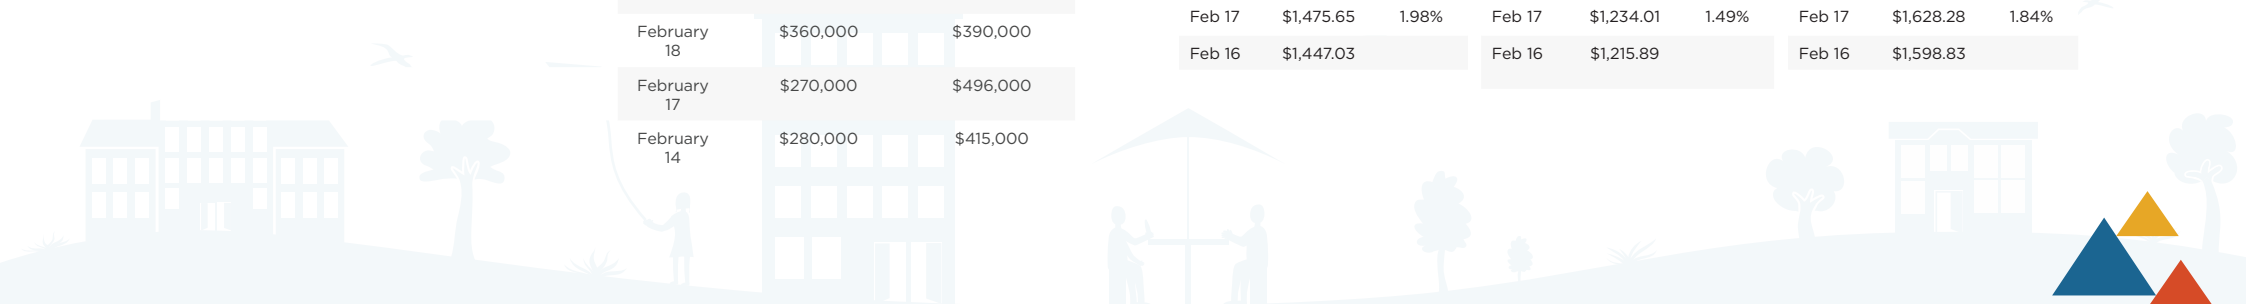 February $360,000 $390,000
18
February $270,000 $496,000
17
February $280,000 $415,000
14
Feb 17 $1,475.65 1.98%
Feb 16 $1,447.03
Feb 17 $1,234.01 1.49%
Feb 16 $1,215.89
Feb 17 $1,628.28 1.84%
Feb 16 $1,598.83